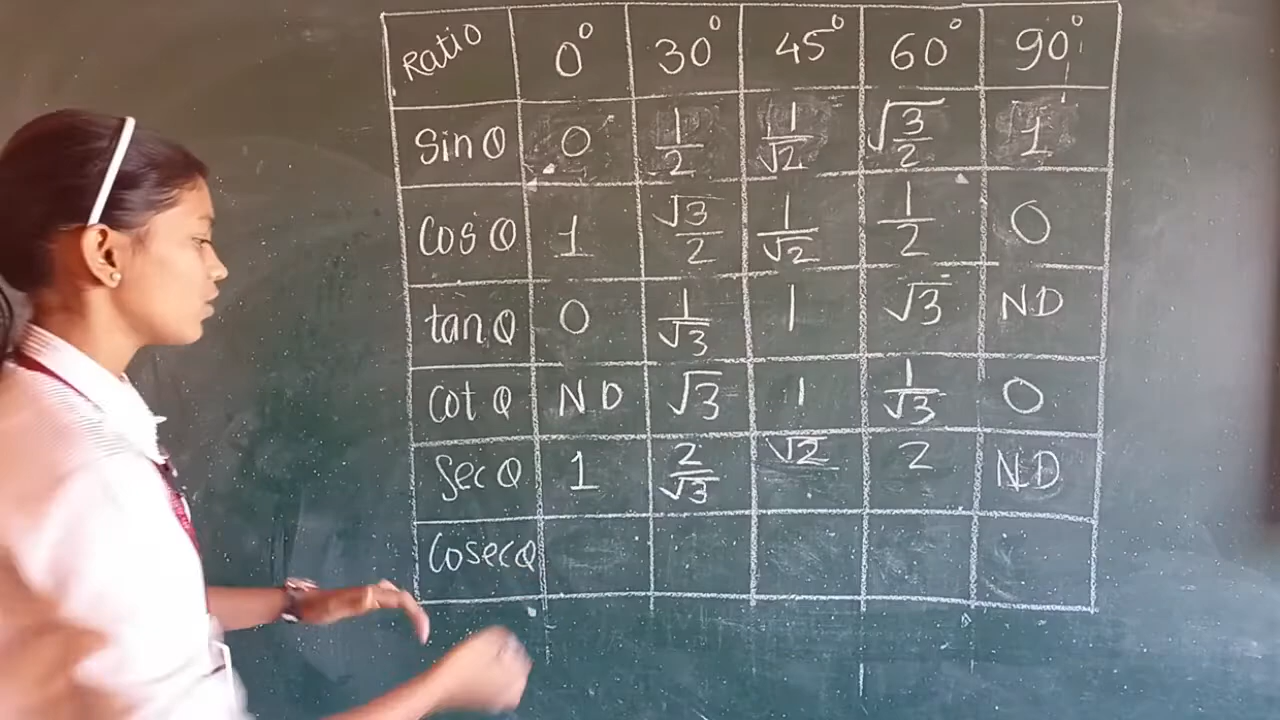 Ratio 0° 30° 45° 60° 90°
Sin θ 0 1/2 1/√2 √3/2 1
Cos θ 1 √3/2 1/√2 1/2 0
tan θ 0 1/√3 1 √3 ND
Cot θ ND √3 1 1/√3 0
Sec θ 1 2/√3 √2 2 ND
Cosec θ